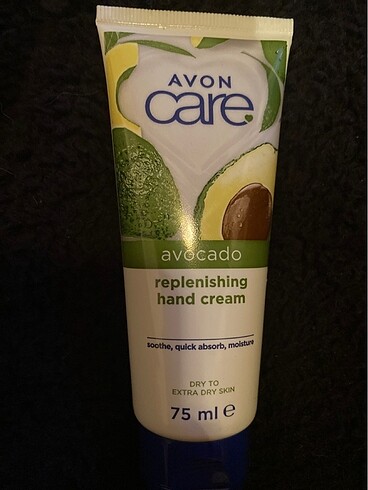 AVON
care
avocado
replenishing
hand cream
soothe, quick absorb, moisture
DRY TO
EXTRA DRY SKIN
75 ml ℮